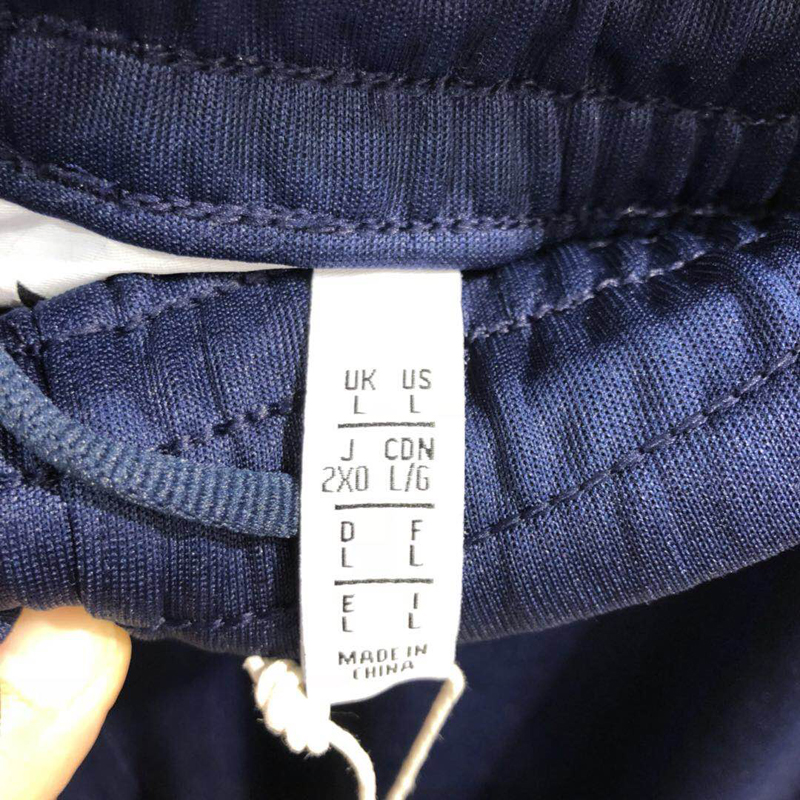 UK US
L L
J CDN
2XO L/G
D F
L L
E I
L L
MADE IN
CHINA